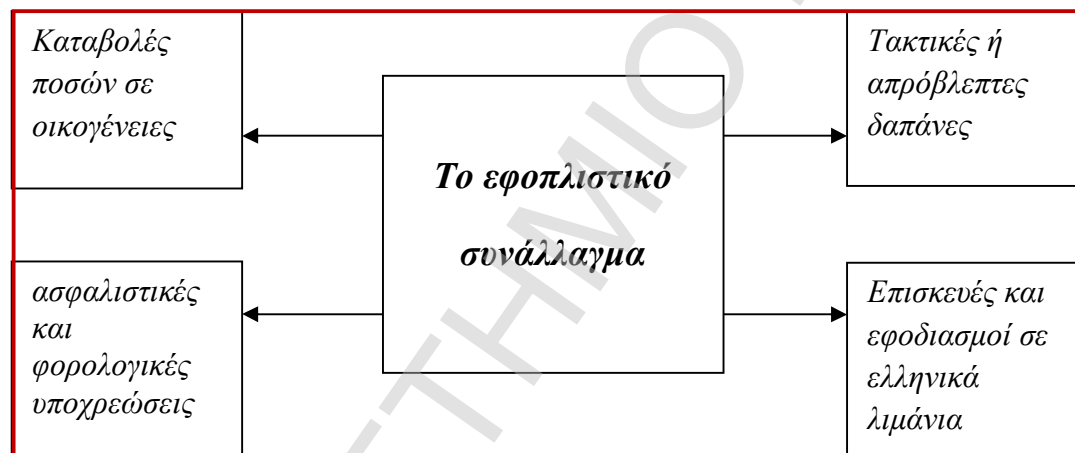 Καταβολές
ποσών σε
οικογένειες
Τακτικές ή
απρόβλεπτες
δαπάνες
Το εφοπλιστικό
συνάλλαγμα
ασφαλιστικές
και
φορολογικές
υποχρεώσεις
Επισκευές και
εφοδιασμοί σε
ελληνικά
λιμάνια